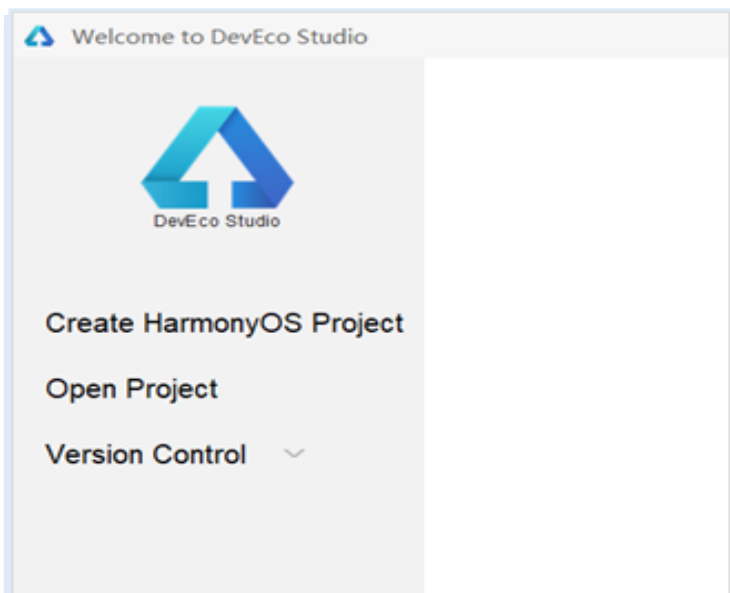 Welcome to DevEco Studio
DevEco Studio
Create HarmonyOS Project
Open Project
Version Control